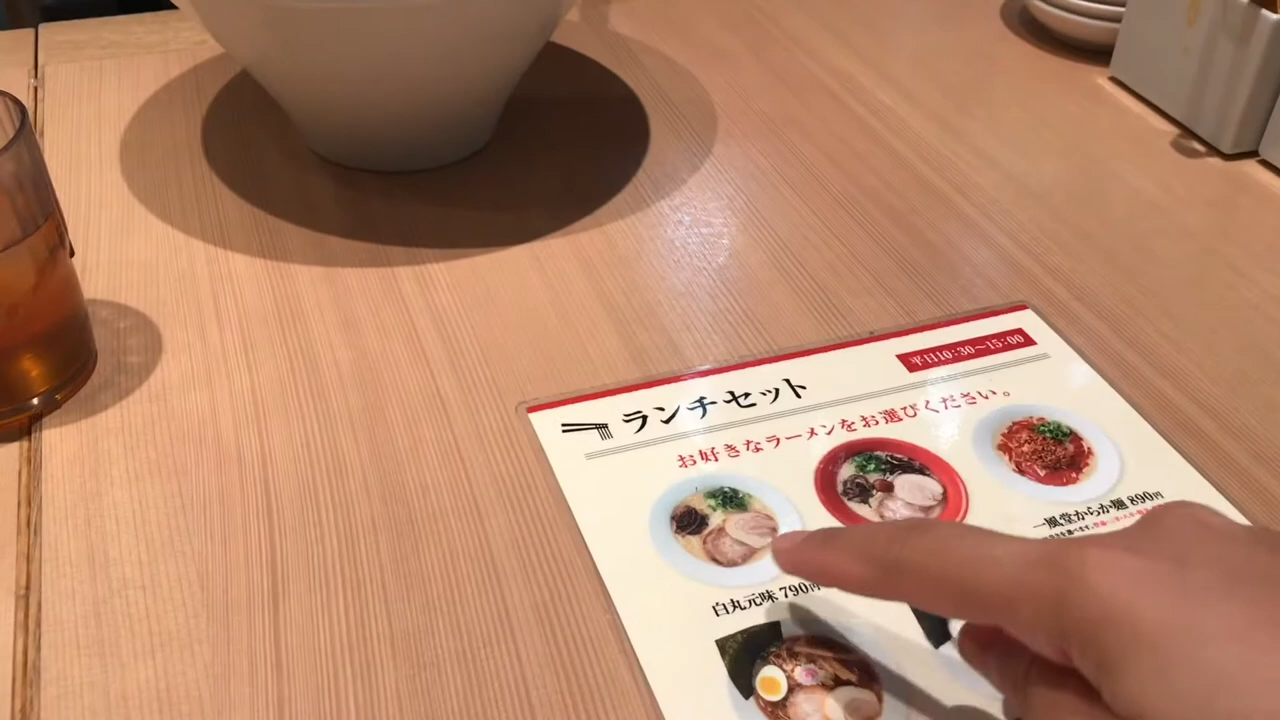 ランチセット
平日10:30〜15:00
お好きなラーメンをお選びください。
一風堂からか麺 890円
白丸元味 790円